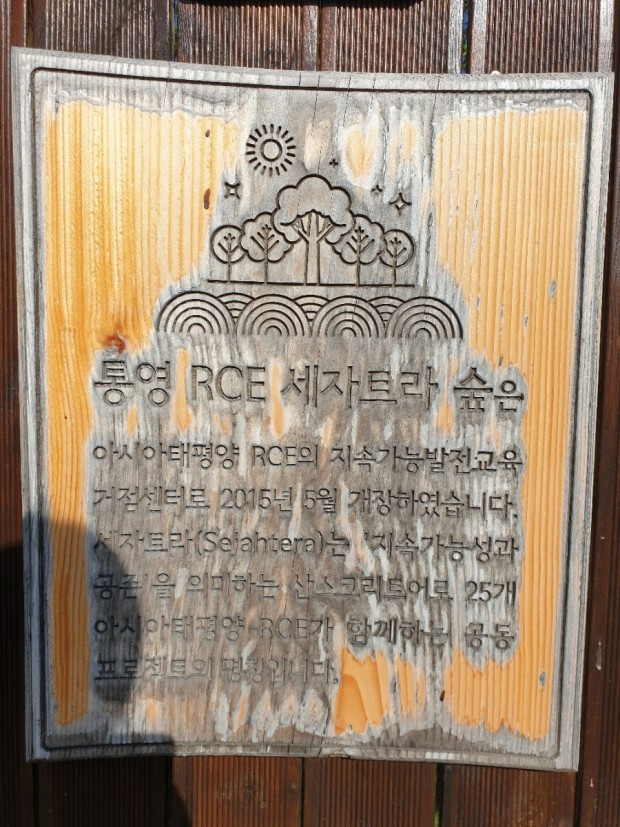 통영 RCE 세자트라 숲은
아시아태평양 RCE의 지속가능발전교육
거점센터로 2015년 5월 개장하였습니다.
세자트라(Sejahtera)는 '지속가능성과
공존'을 의미하는 산스크리트어로 25개
아시아태평양 RCE가 함께하는 공동
프로젝트의 명칭입니다.